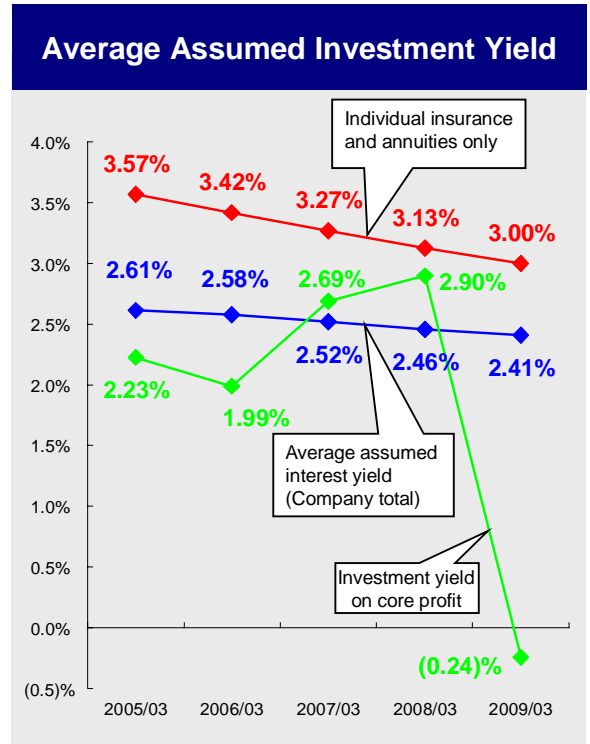 Average Assumed Investment Yield
Individual insurance
and annuities only
4.0%
3.57%
3.42%
3.27%
3.13%
3.00%
3.5%
3.0%
2.61%
2.58%
2.69%
2.90%
2.5%
2.52%
2.46%
2.41%
2.23%
2.0%
1.99%
1.5%
Average assumed
interest yield
(Company total)
1.0%
0.5%
Investment yield
on core profit
0.0%
(0.24)%
(0.5)%
2005/03 2006/03 2007/03 2008/03 2009/03